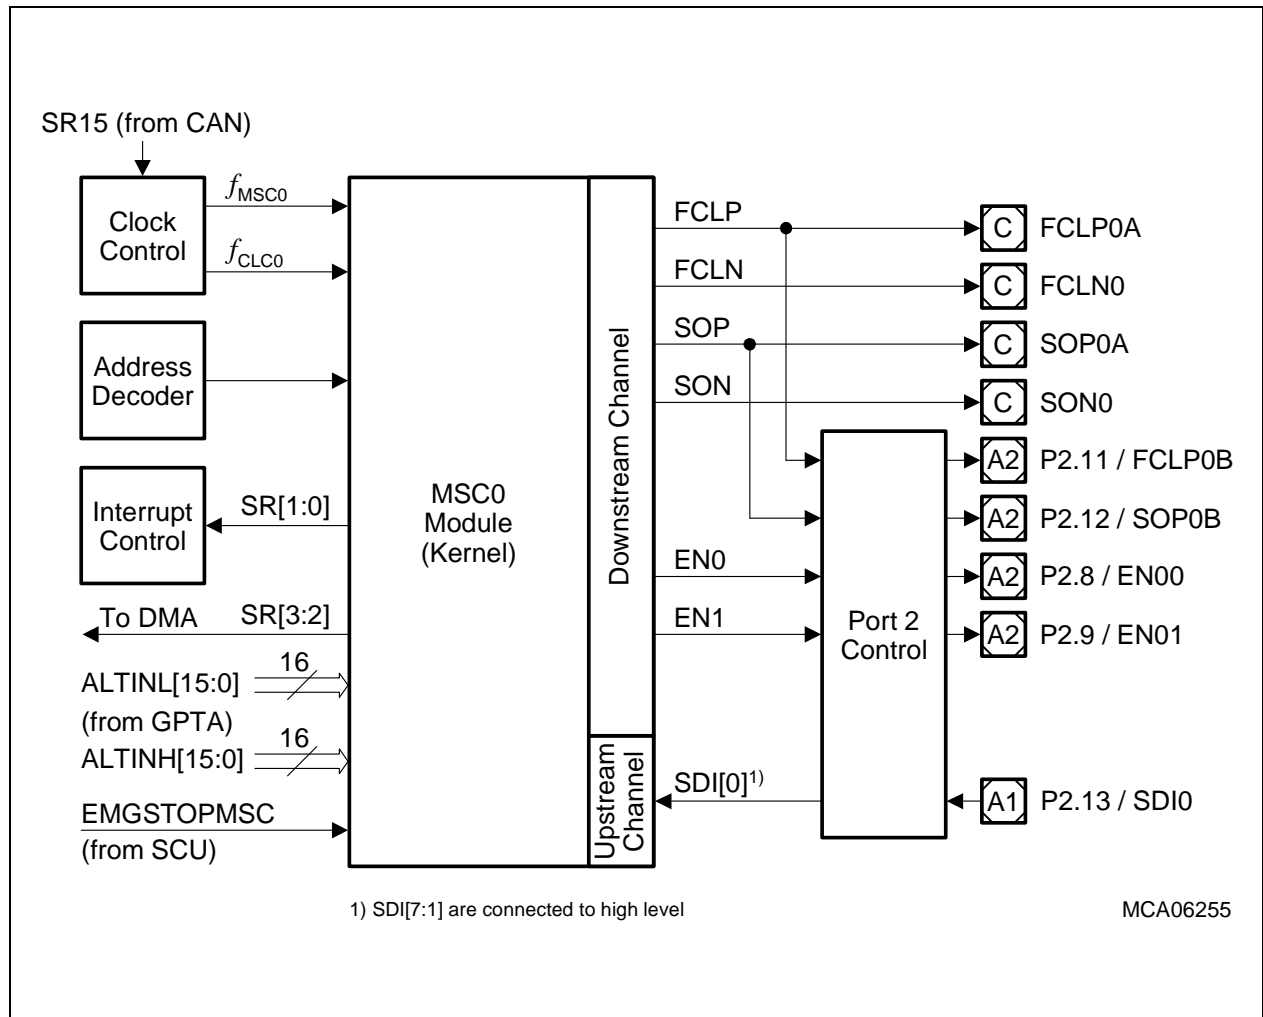 SR15 (from CAN)
Clock
Control
fMSC0
fCLC0
Address
Decoder
Interrupt
Control
SR[1:0]
To DMA
SR[3:2]
ALTINL[15:0]
16
(from GPTA)
ALTINH[15:0]
16
EMGSTOPMSC
(from SCU)
MSC0
Module
(Kernel)
Downstream Channel
Upstream
Channel
FCLP
FCLN
SOP
SON
EN0
EN1
SDI[0]1)
Port 2
Control
C FCLP0A
C FCLN0
C SOP0A
C SON0
A2 P2.11 / FCLP0B
A2 P2.12 / SOP0B
A2 P2.8 / EN00
A2 P2.9 / EN01
A1 P2.13 / SDI0
1) SDI[7:1] are connected to high level
MCA06255